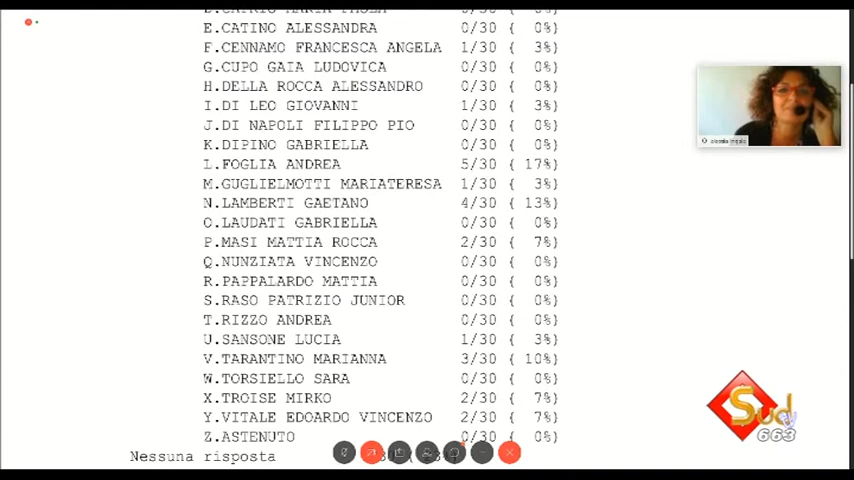 E.CATINO ALESSANDRA 0/30 ( 0%)
F.CENNAMO FRANCESCA ANGELA 1/30 ( 3%)
G.CUPO GAIA LUDOVICA 0/30 ( 0%)
H.DELLA ROCCA ALESSANDRO 0/30 ( 0%)
I.DI LEO GIOVANNI 1/30 ( 3%)
J.DI NAPOLI FILIPPO PIO 0/30 ( 0%)
K.DIPINO GABRIELLA 0/30 ( 0%)
L.FOGLIA ANDREA 5/30 ( 17%)
M.GUGLIELMOTTI MARIATERESA 1/30 ( 3%)
N.LAMBERTI GAETANO 4/30 ( 13%)
O.LAUDATI GABRIELLA 0/30 ( 0%)
P.MASI MATTIA ROCCA 2/30 ( 7%)
Q.NUNZIATA VINCENZO 0/30 ( 0%)
R.PAPPALARDO MATTIA 0/30 ( 0%)
S.RASO PATRIZIO JUNIOR 0/30 ( 0%)
T.RIZZO ANDREA 0/30 ( 0%)
U.SANSONE LUCIA 1/30 ( 3%)
V.TARANTINO MARIANNA 3/30 ( 10%)
W.TORSIELLO SARA 0/30 ( 0%)
X.TROISE MIRKO 2/30 ( 7%)
Y.VITALE EDOARDO VINCENZO 2/30 ( 7%)
Z.ASTENUTO 0/30 ( 0%)
Nessuna risposta
Sud tv
663